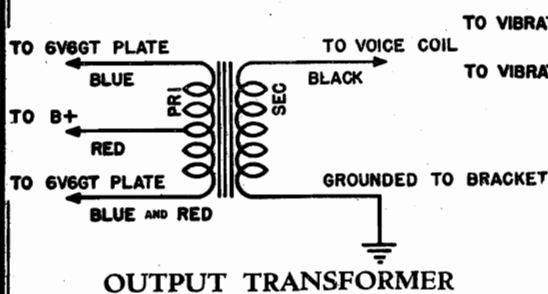 TO VIBRA
TO 6V6GT PLATE
TO VOICE COIL
TO VIBRA
BLUE
BLACK
PRI
SEC
TO B+
RED
TO 6V6GT PLATE
GROUNDED TO BRACKET
BLUE AND RED
OUTPUT TRANSFORMER